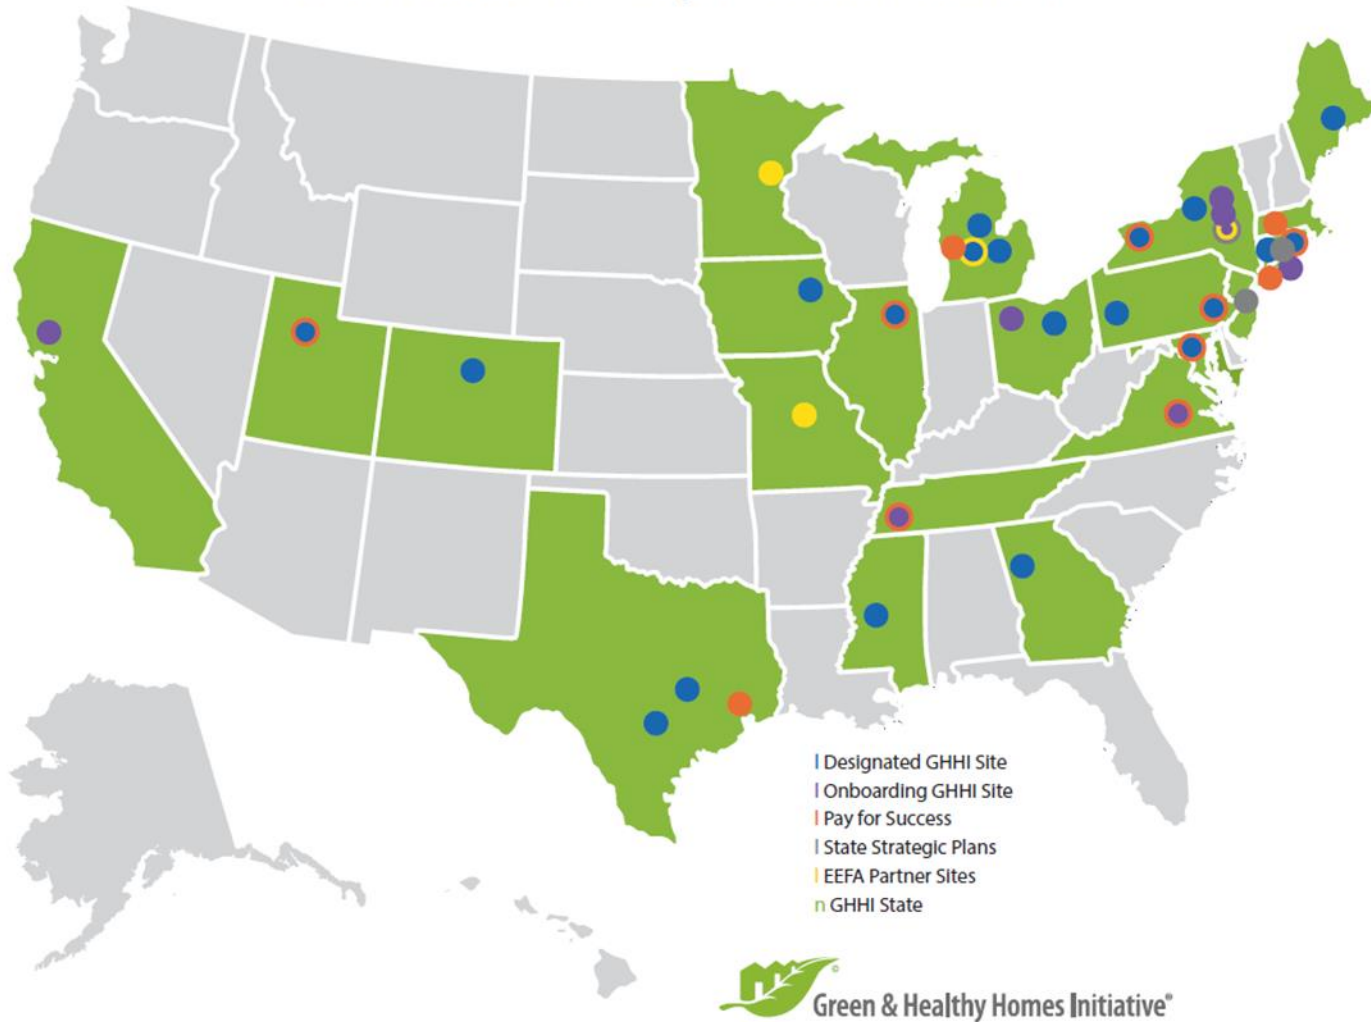 Designated GHHI Site
Onboarding GHHI Site
Pay for Success
State Strategic Plans
EEFA Partner Sites
n GHHI State
©
Green & Healthy Homes Initiative®